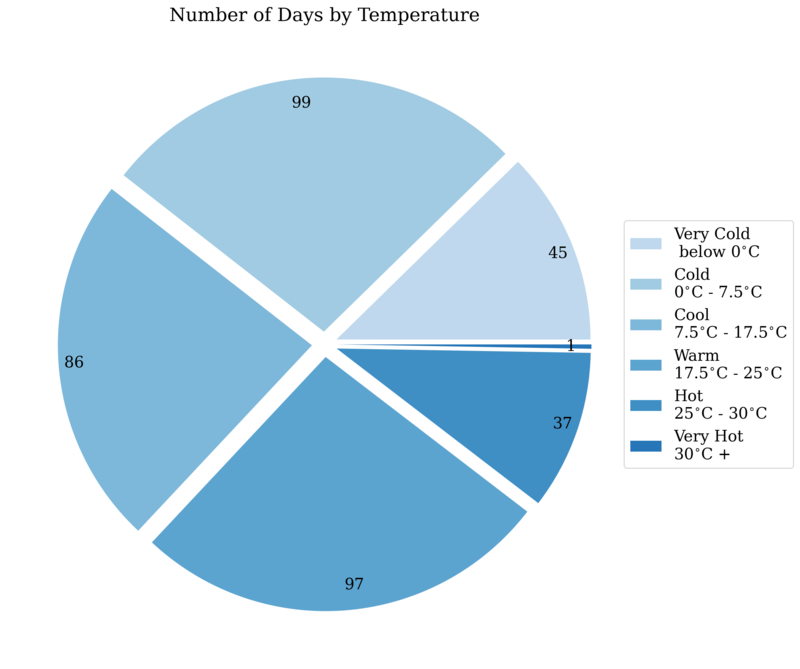 Number of Days by Temperature
99
45
86
1
37
97
Very Cold
below 0°C
Cold
0°C - 7.5°C
Cool
7.5°C - 17.5°C
Warm
17.5°C - 25°C
Hot
25°C - 30°C
Very Hot
30°C +